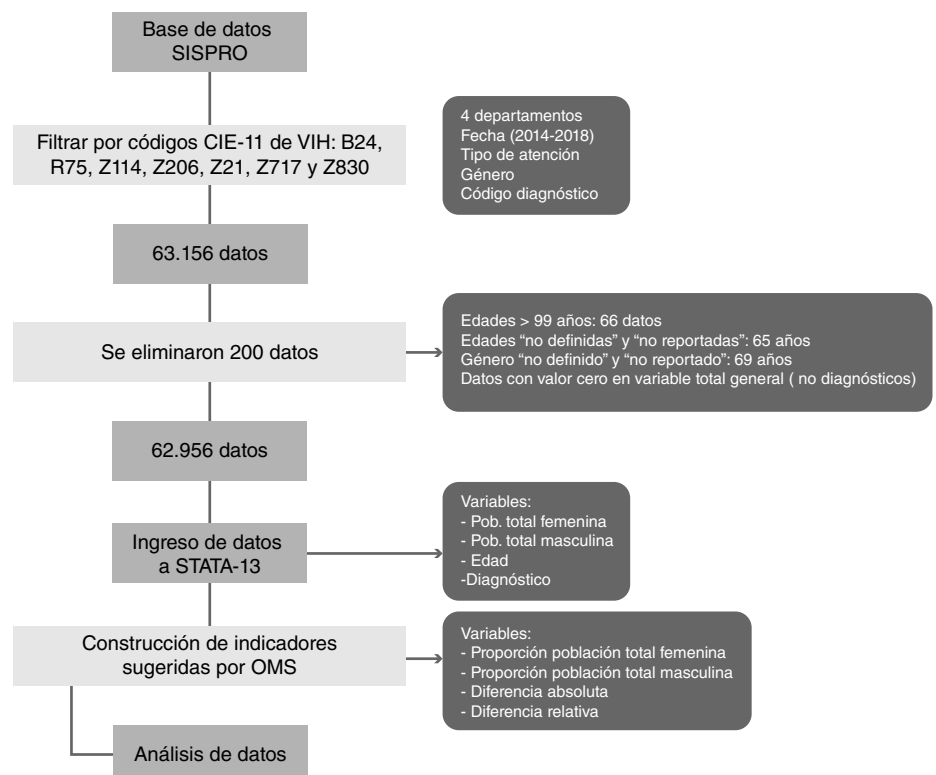 Base de datos
SISPRO
Filtrar por códigos CIE-11 de VIH: B24,
R75, Z114, Z206, Z21, Z717 y Z830
4 departamentos
Fecha (2014-2018)
Tipo de atención
Género
Código diagnóstico
63.156 datos
Se eliminaron 200 datos
Edades > 99 años: 66 datos
Edades “no definidas” y “no reportadas”: 65 años
Género “no definido” y “no reportado”: 69 años
Datos con valor cero en variable total general ( no diagnósticos)
62.956 datos
Ingreso de datos
a STATA-13
Variables:
- Pob. total femenina
- Pob. total masculina
- Edad
-Diagnóstico
Construcción de indicadores
sugeridas por OMS
Variables:
- Proporción población total femenina
- Proporción población total masculina
- Diferencia absoluta
- Diferencia relativa
Análisis de datos